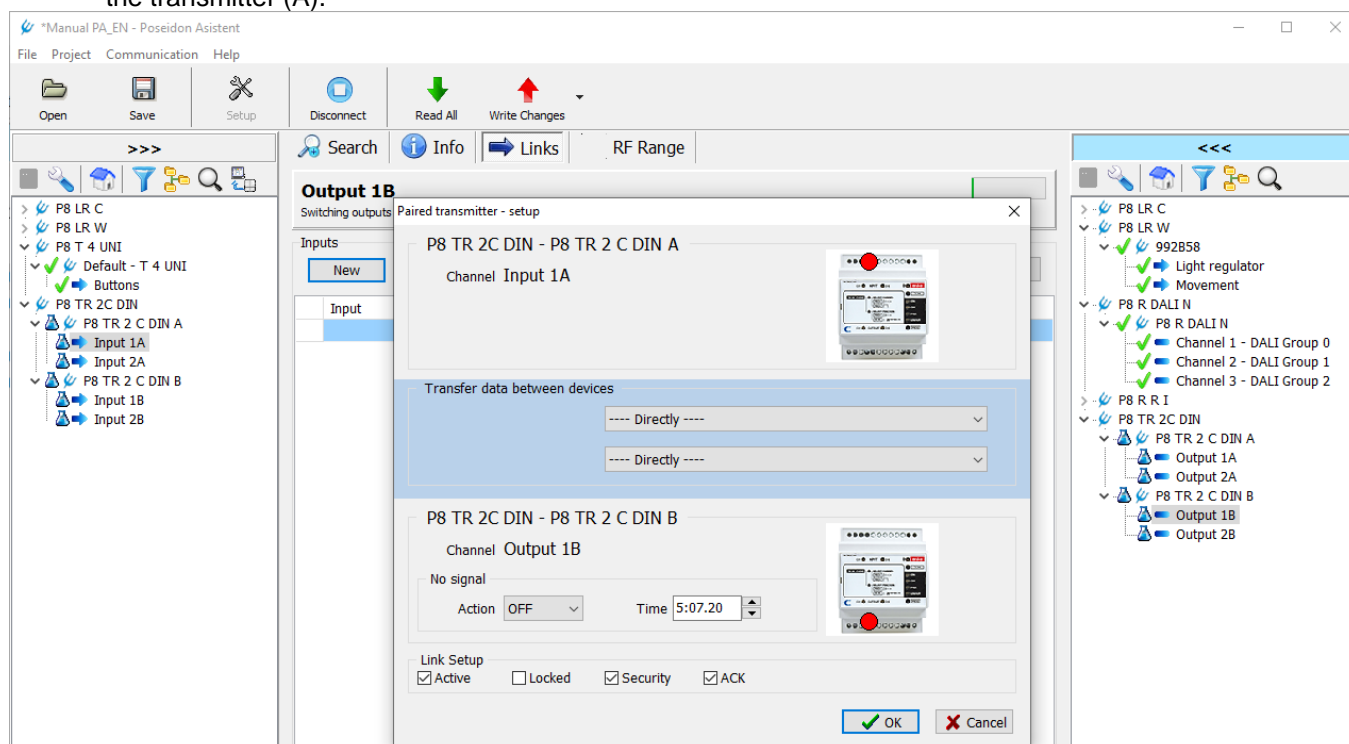 the transmitter (A).
*Manual PA_EN - Poseidon Asistent
File Project Communication Help
Open Save Setup Disconnect Read All Write Changes
>>>
Search Info Links RF Range
<<<
Output 1B
Switching outputs
Inputs
New
Input
P8 LR C
P8 LR W
P8 T 4 UNI
Default - T 4 UNI
Buttons
P8 TR 2C DIN
P8 TR 2 C DIN A
Input 1A
Input 2A
P8 TR 2 C DIN B
Input 1B
Input 2B
Paired transmitter - setup
P8 TR 2C DIN - P8 TR 2 C DIN A
Channel Input 1A
Transfer data between devices
---- Directly ----
---- Directly ----
P8 TR 2C DIN - P8 TR 2 C DIN B
Channel Output 1B
No signal
Action OFF Time 5:07.20
Link Setup
Active Locked Security ACK
OK Cancel
P8 LR C
P8 LR W
992B58
Light regulator
Movement
P8 R DALI N
P8 R DALI N
Channel 1 - DALI Group 0
Channel 2 - DALI Group 1
Channel 3 - DALI Group 2
P8 R R I
P8 TR 2C DIN
P8 TR 2 C DIN A
Output 1A
Output 2A
P8 TR 2 C DIN B
Output 1B
Output 2B